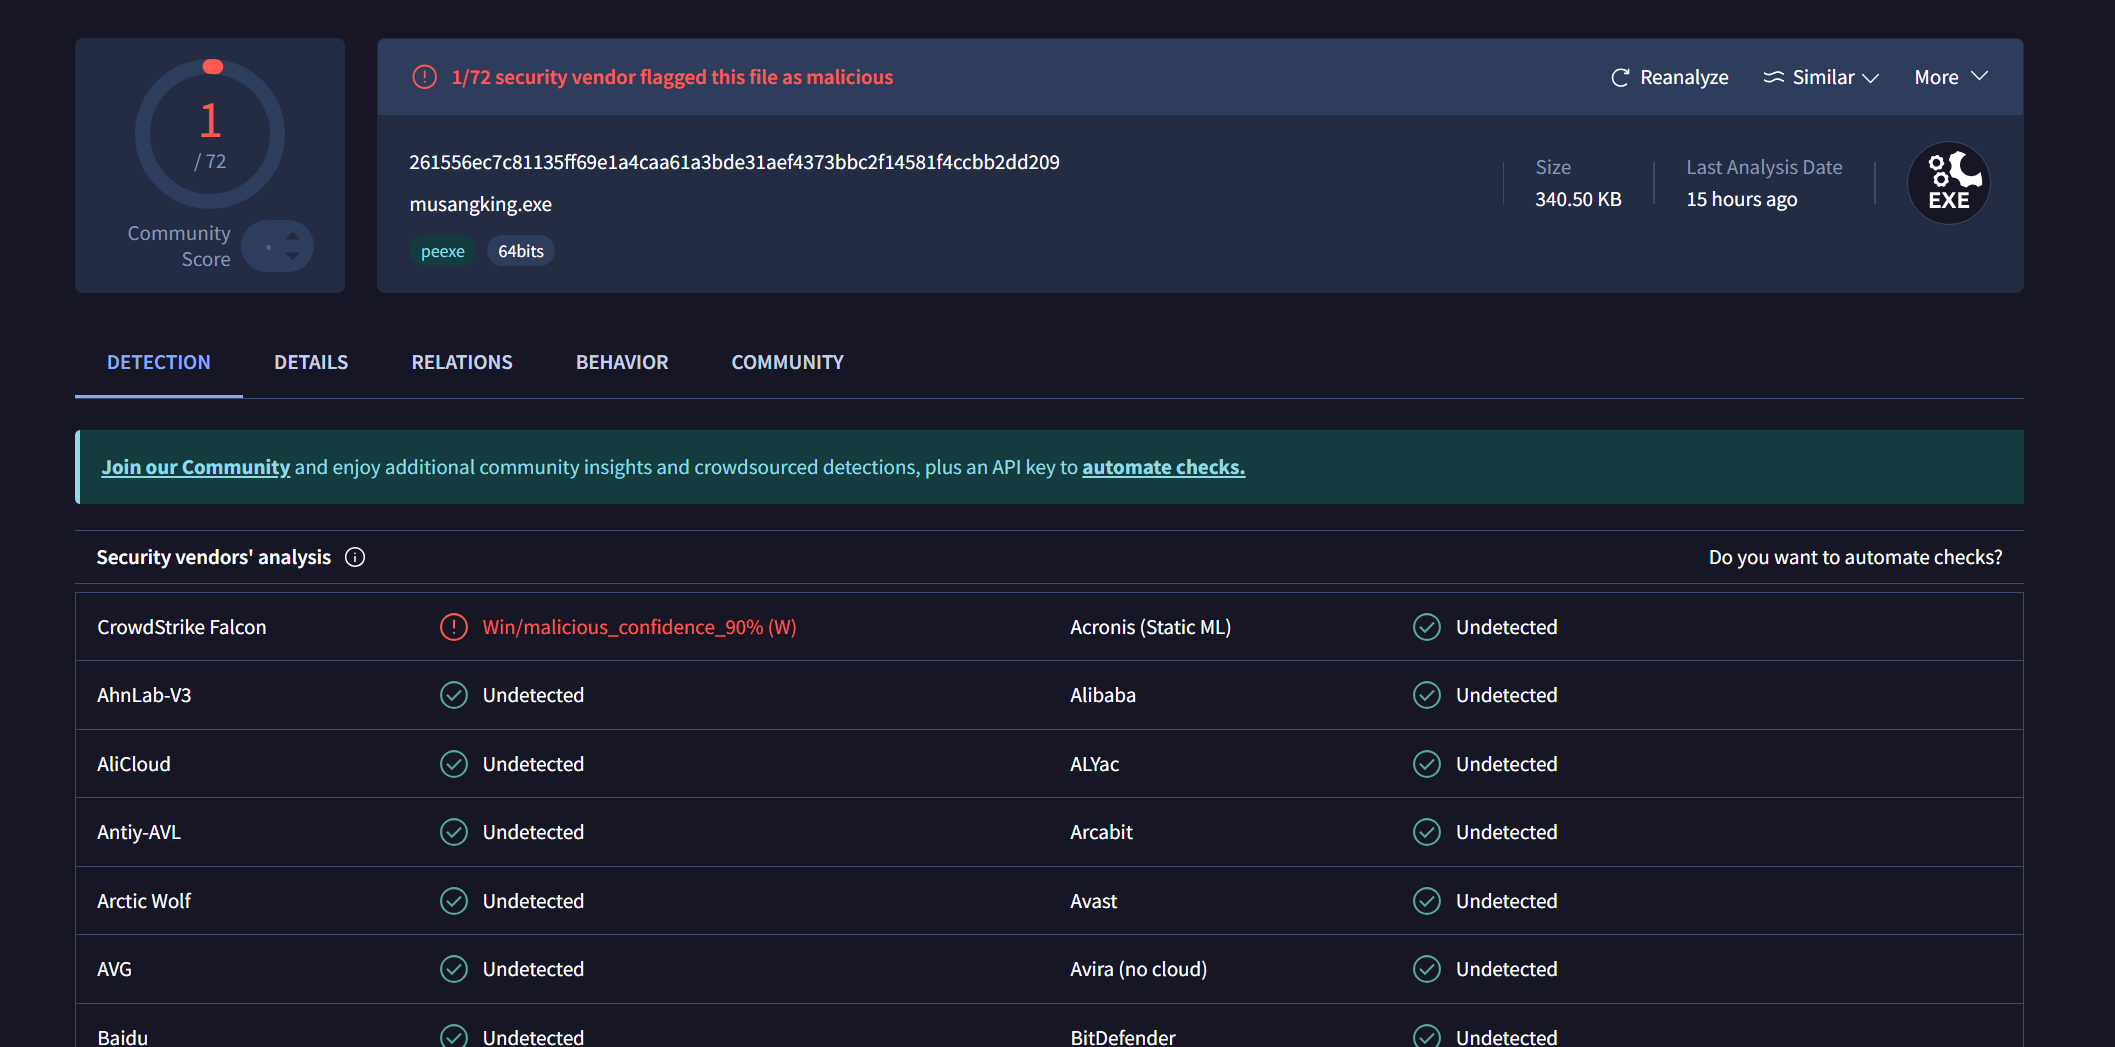 1
/ 72
Community
Score
1/72 security vendor flagged this file as malicious
Reanalyze
Similar
More
261556ec7c81135ff69e1a4caa61a3bde31aef4373bbc2f14581f4ccbb2dd209
musangking.exe
peexe
64bits
Size
340.50 KB
Last Analysis Date
15 hours ago
EXE
DETECTION DETAILS RELATIONS BEHAVIOR COMMUNITY
Join our Community and enjoy additional community insights and crowdsourced detections, plus an API key to automate checks.
Security vendors' analysis Do you want to automate checks?
CrowdStrike Falcon Win/malicious_confidence_90% (W) Acronis (Static ML) Undetected
AhnLab-V3 Undetected Alibaba Undetected
AliCloud Undetected ALYac Undetected
Antiy-AVL Undetected Arcabit Undetected
Arctic Wolf Undetected Avast Undetected
AVG Undetected Avira (no cloud) Undetected
Baidu Undetected BitDefender Undetected